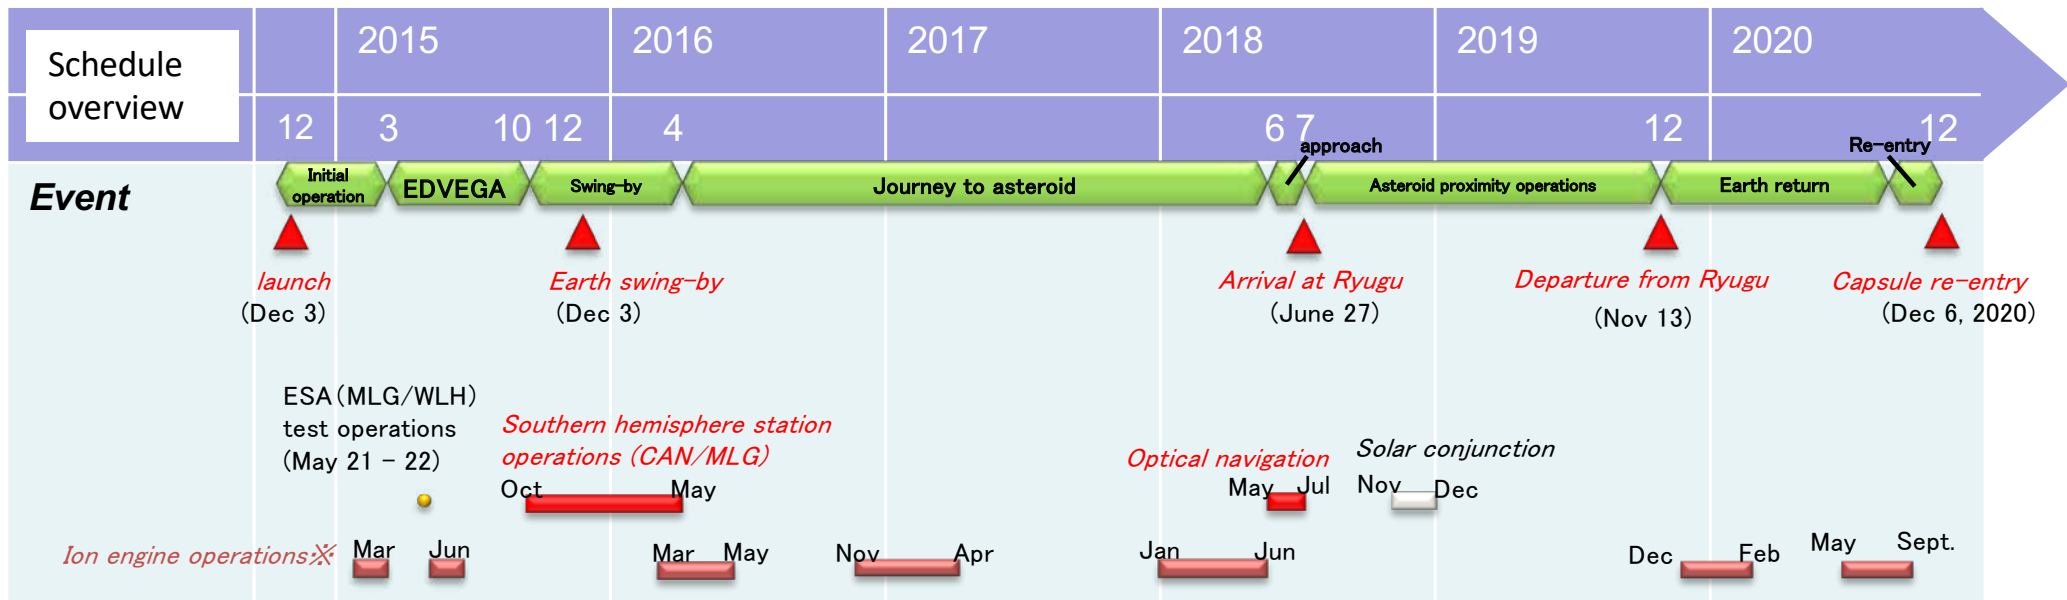 Schedule
overview
2015
2016
2017
2018
2019
2020
12
3
10 12
4
6 7
12
12
approach
Re-entry
Event
Initial
operation
EDVEGA
Swing-by
Journey to asteroid
Asteroid proximity operations
Earth return
launch
(Dec 3)
Earth swing-by
(Dec 3)
Arrival at Ryugu
(June 27)
Departure from Ryugu
(Nov 13)
Capsule re-entry
(Dec 6, 2020)
ESA(MLG/WLH)
test operations
(May 21 - 22)
Southern hemisphere station
operations (CAN/MLG)
Oct
May
Optical navigation
May
Jul
Solar conjunction
Nov
Dec
Ion engine operations※
Mar
Jun
Mar
May
Nov
Apr
Jan
Jun
Dec
Feb
May
Sept.